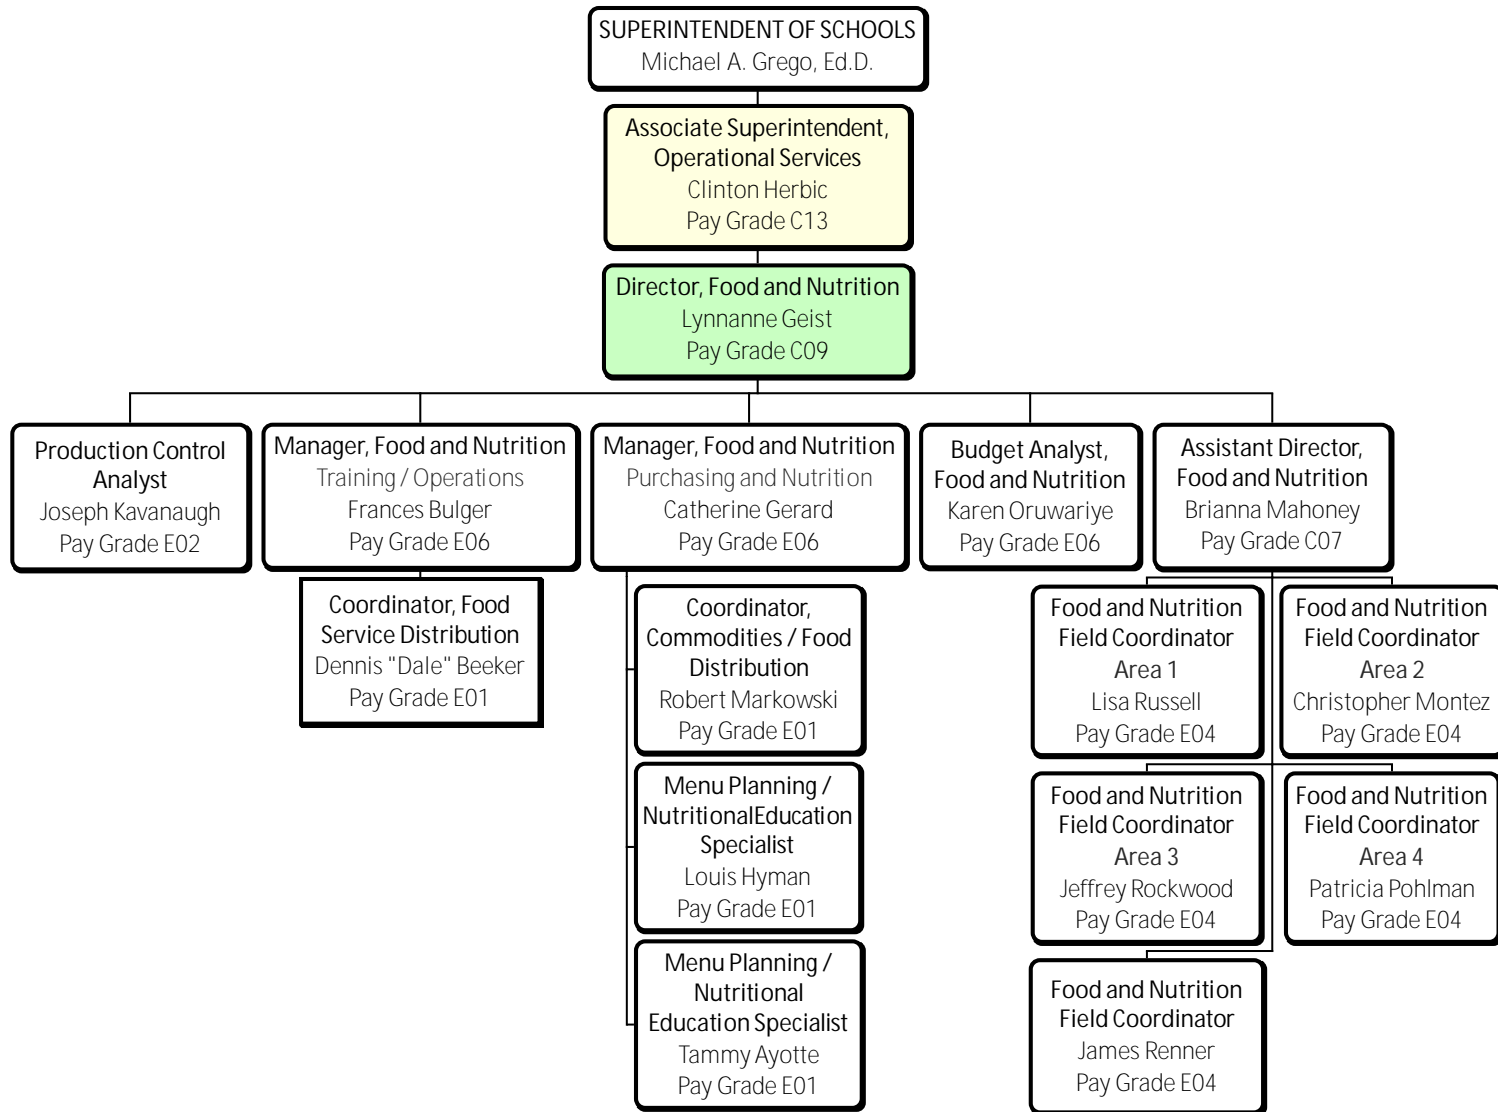 SUPERINTENDENT OF SCHOOLS
Michael A. Grego, Ed.D.
Associate Superintendent,
Operational Services
Clinton Herbic
Pay Grade C13
Director, Food and Nutrition
Lynnanne Geist
Pay Grade C09
Production Control
Analyst
Joseph Kavanaugh
Pay Grade E02
Manager, Food and Nutrition
Training / Operations
Frances Bulger
Pay Grade E06
Manager, Food and Nutrition
Purchasing and Nutrition
Catherine Gerard
Pay Grade E06
Budget Analyst,
Food and Nutrition
Karen Oruwariye
Pay Grade E06
Assistant Director,
Food and Nutrition
Brianna Mahoney
Pay Grade C07
Coordinator, Food
Service Distribution
Dennis "Dale" Beeker
Pay Grade E01
Coordinator,
Commodities / Food
Distribution
Robert Markowski
Pay Grade E01
Menu Planning /
NutritionalEducation
Specialist
Louis Hyman
Pay Grade E01
Menu Planning /
Nutritional
Education Specialist
Tammy Ayotte
Pay Grade E01
Food and Nutrition
Field Coordinator
Area 1
Lisa Russell
Pay Grade E04
Food and Nutrition
Field Coordinator
Area 2
Christopher Montez
Pay Grade E04
Food and Nutrition
Field Coordinator
Area 3
Jeffrey Rockwood
Pay Grade E04
Food and Nutrition
Field Coordinator
Area 4
Patricia Pohlman
Pay Grade E04
Food and Nutrition
Field Coordinator
James Renner
Pay Grade E04